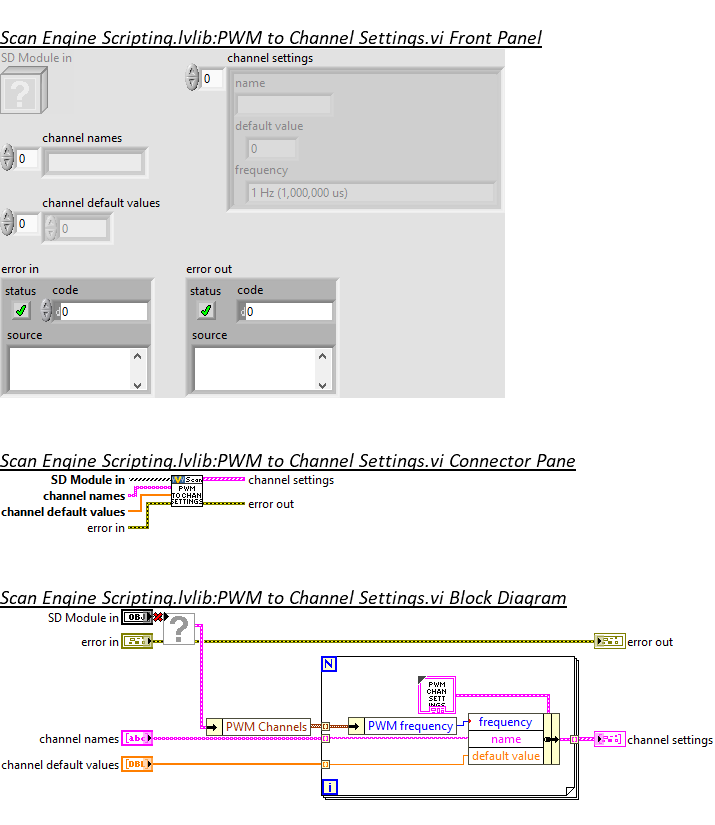 Scan Engine Scripting.lvlib:PWM to Channel Settings.vi Front Panel
SD Module in
channel settings
?
0
name
default value
0
frequency
1 Hz (1,000,000 us)
channel names
0
channel default values
0
0
error in
error out
status code
status code
0
0
source
source
Scan Engine Scripting.lvlib:PWM to Channel Settings.vi Connector Pane
SD Module in
channel names
channel default values
error in
Scan
PWM
TO CHAN
SETTINGS
channel settings
error out
Scan Engine Scripting.lvlib:PWM to Channel Settings.vi Block Diagram
SD Module in
OBJ
?
error in
error out
N
PWM
CHAN
SETT
INGS
PWM Channels
PWM frequency
frequency
name
default value
channel names
abc
channel settings
channel default values
DBL
i